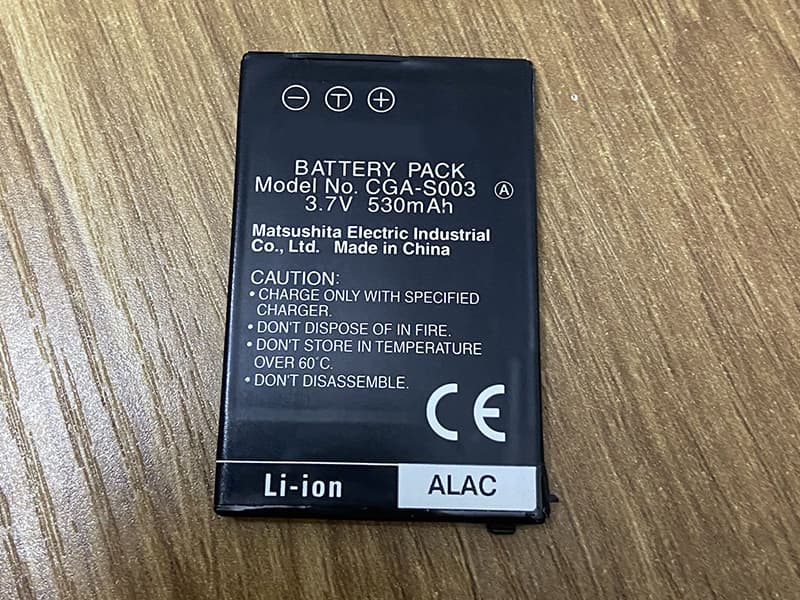 ⊖ Ⓣ ⊕
BATTERY PACK
Model No. CGA-S003 Ⓐ
3.7V 530mAh
Matsushita Electric Industrial
Co., Ltd. Made in China
CAUTION:
• CHARGE ONLY WITH SPECIFIED
CHARGER.
• DON'T DISPOSE OF IN FIRE.
• DON'T STORE IN TEMPERATURE
OVER 60°C.
• DON'T DISASSEMBLE.
CE
Li-ion ALAC